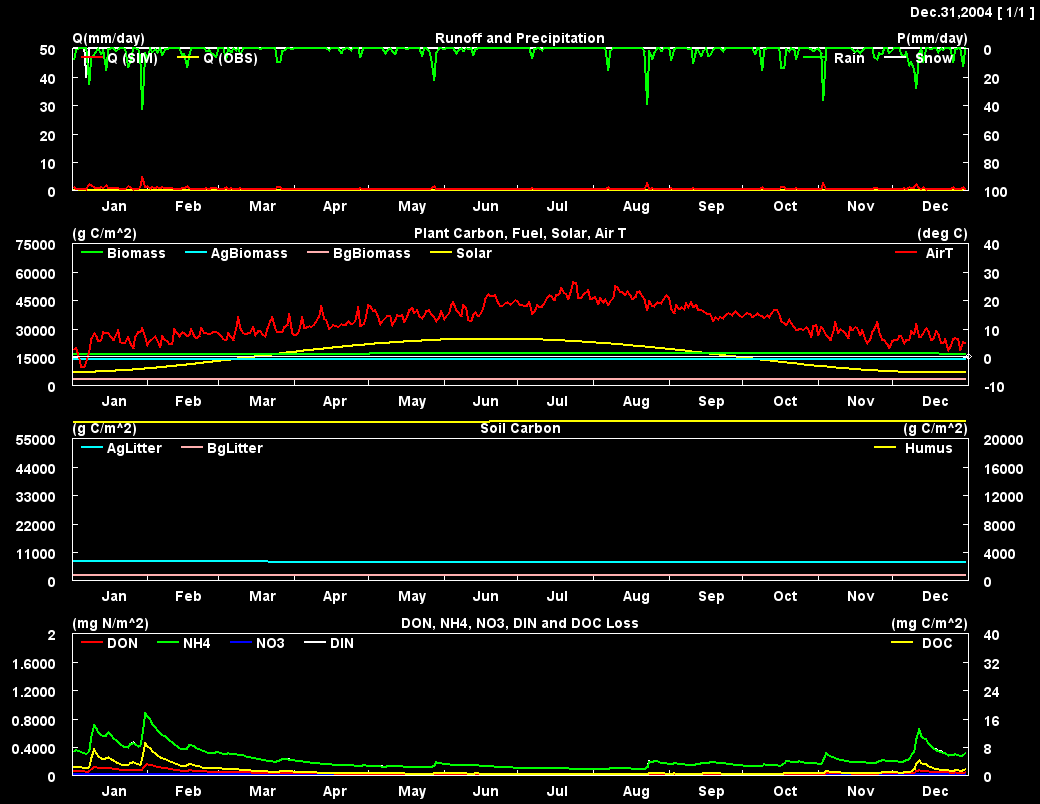 Dec.31,2004 [ 1/1 ]
Q(mm/day) Runoff and Precipitation P(mm/day)
50 0
Q (SIM) Q (OBS) Rain Snow
40 20
30 40
20 60
10 80
0 100
Jan Feb Mar Apr May Jun Jul Aug Sep Oct Nov Dec
(g C/m^2) Plant Carbon, Fuel, Solar, Air T (deg C)
75000 40
Biomass AgBiomass BgBiomass Solar AirT
60000 30
45000 20
30000 10
15000 0
0 -10
Jan Feb Mar Apr May Jun Jul Aug Sep Oct Nov Dec
(g C/m^2) Soil Carbon (g C/m^2)
55000 20000
AgLitter BgLitter Humus
44000 16000
33000 12000
22000 8000
11000 4000
0 0
Jan Feb Mar Apr May Jun Jul Aug Sep Oct Nov Dec
(mg N/m^2) DON, NH4, NO3, DIN and DOC Loss (mg C/m^2)
2 40
DON NH4 NO3 DIN DOC
1.6000 32
1.2000 24
0.8000 16
0.4000 8
0 0
Jan Feb Mar Apr May Jun Jul Aug Sep Oct Nov Dec